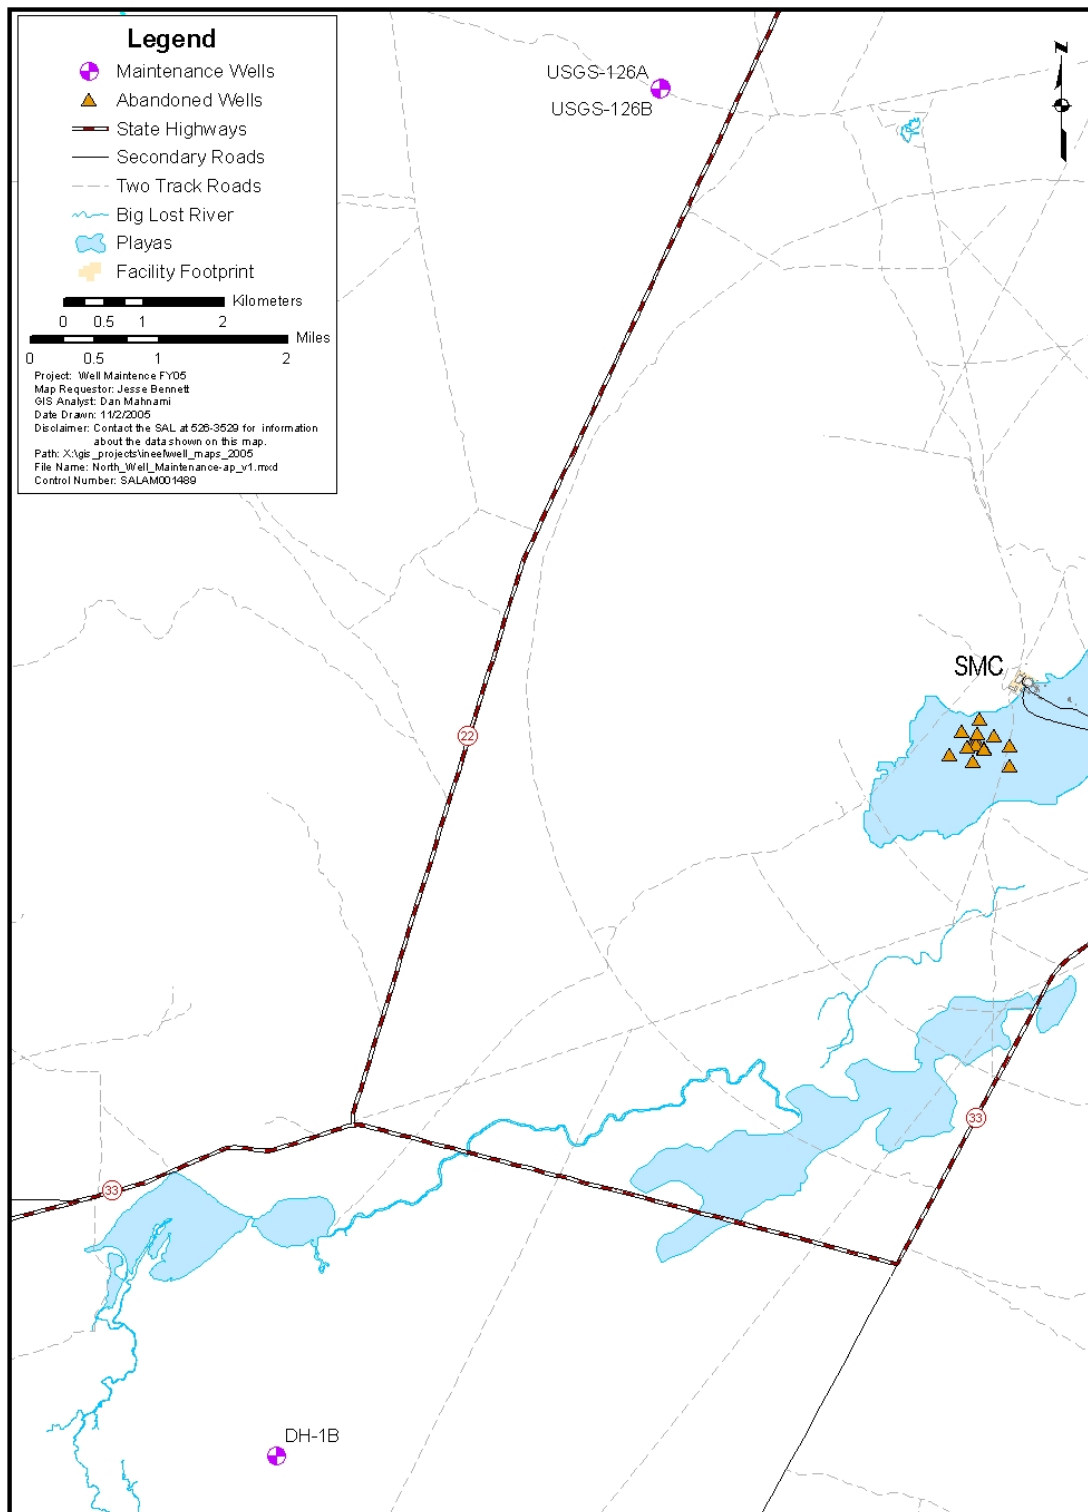 Legend
Maintenance Wells
Abandoned Wells
State Highways
Secondary Roads
Two Track Roads
Big Lost River
Playas
Facility Footprint
Kilometers
0 0.5 1 2
Miles
0 0.5 1 2
Project: Well Maintence FY05
Map Requestor: Jesse Bennett
GIS Analyst: Dan Mahnami
Date Drawn: 11/2/2005
Disclaimer: Contact the SAL at 526-3529 for information
about the data shown on this map.
Path: X:\gis_projects\ineel\well_maps_2005
File Name: North_Well_Maintenance-ap_v1.mxd
Control Number: SALAM001489
USGS-126A
USGS-126B
N
SMC
22
33
33
DH-1B